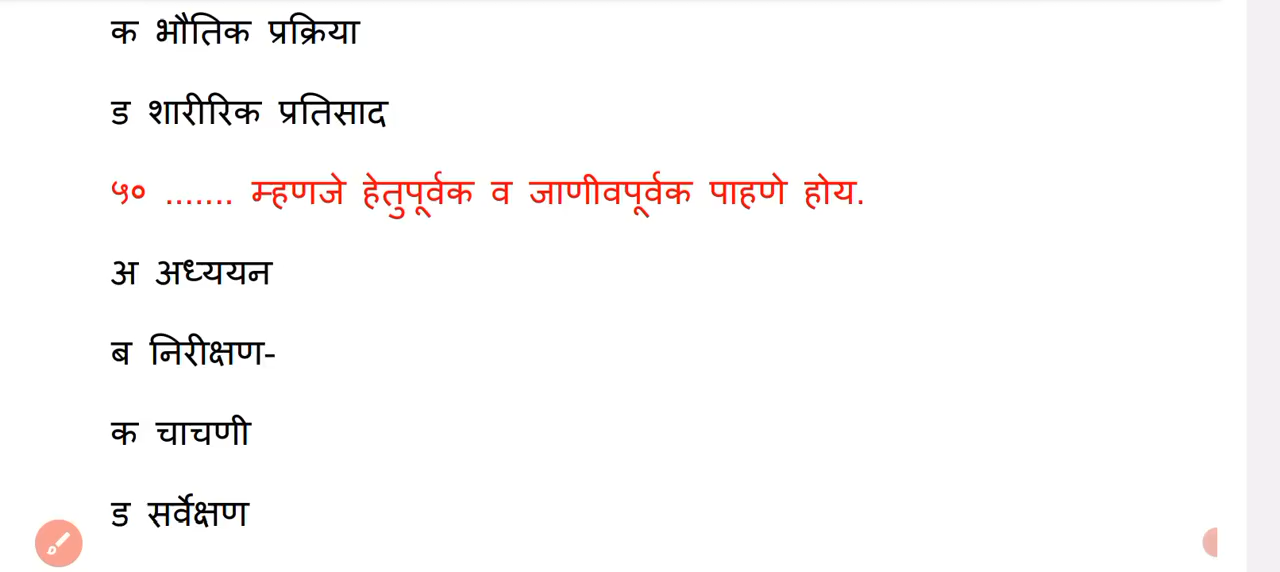 क भौतिक प्रक्रिया
ड शारीरिक प्रतिसाद
५० ....... म्हणजे हेतुपूर्वक व जाणीवपूर्वक पाहणे होय.
अ अध्ययन
ब निरीक्षण-
क चाचणी
ड सर्वेक्षण